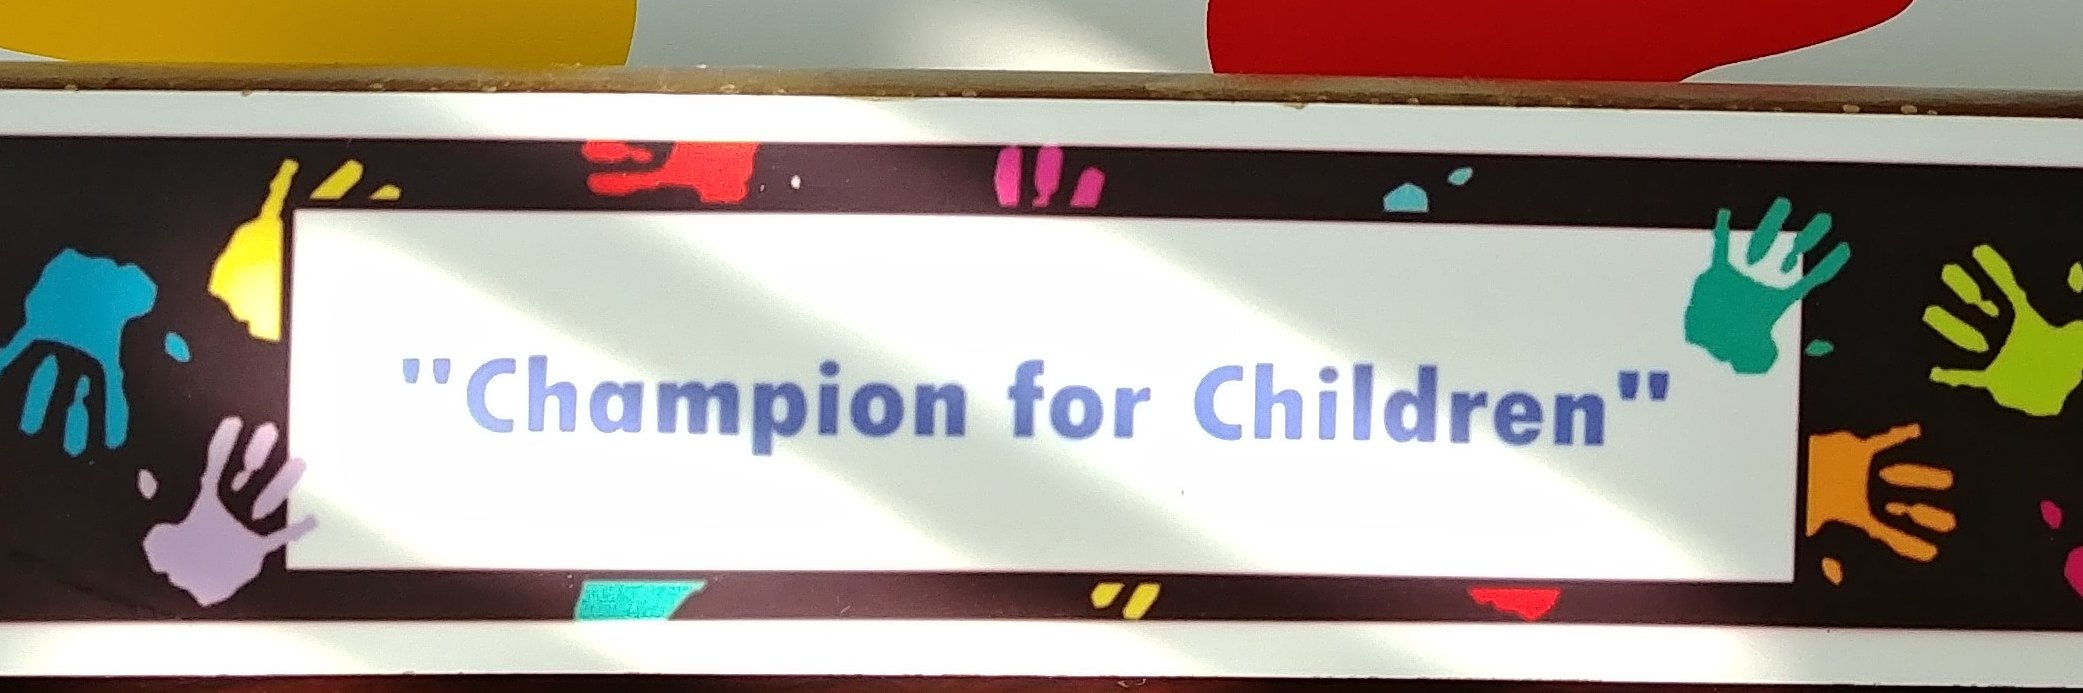 "Champion for Children"